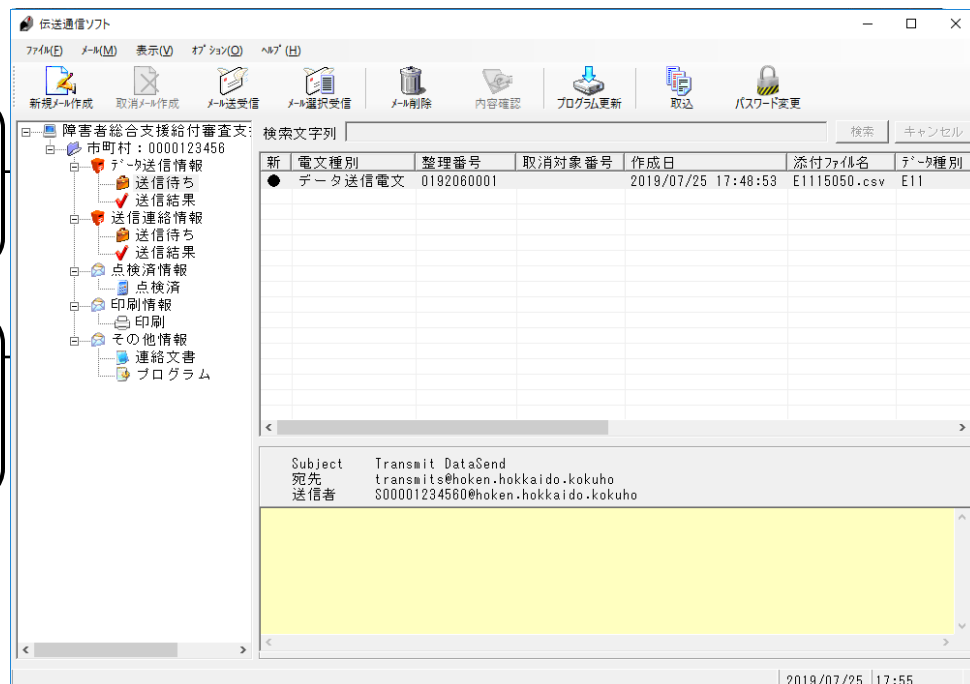 伝送通信ソフト
ﾌｧｲﾙ(F) ﾒｰﾙ(M) 表示(V) ｵﾌﾟｼｮﾝ(O) ﾍﾙﾌﾟ(H)
新規ﾒｰﾙ作成 取消ﾒｰﾙ作成 ﾒｰﾙ送受信 ﾒｰﾙ選択受信 ﾒｰﾙ削除 内容確認 ﾌﾟﾛｸﾞﾗﾑ更新 取込 ﾊﾟｽﾜｰﾄﾞ変更
障害者総合支援給付審査支
市町村：0000123456
ﾃﾞｰﾀ送信情報
送信待ち
送信結果
送信連絡情報
送信待ち
送信結果
点検済情報
点検済
印刷情報
印刷
その他情報
連絡文書
プログラム
検索文字列 検索 キャンセル
新 電文種別 整理番号 取消対象番号 作成日 添付ﾌｧｲﾙ名 ﾃﾞｰﾀ種別
● データ送信電文 0192060001 2019/07/25 17:48:53 E1115050.csv E11
Subject Transmit DataSend
宛先 transmits@hoken.hokkaido.kokuho
送信者 S00001234560@hoken.hokkaido.kokuho
2019/07/25 17:55